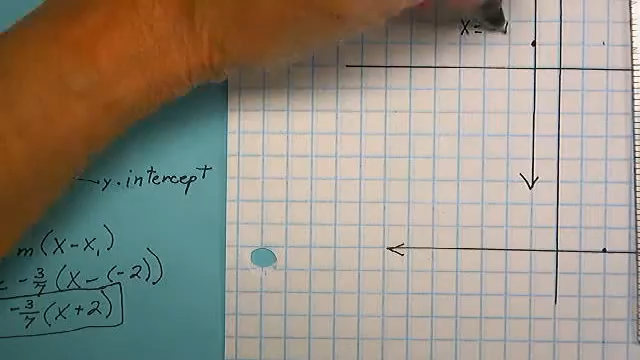 X =
y.intercept
m(X-X₁)
-3/7(X-(-2))
-3/7(X+2)